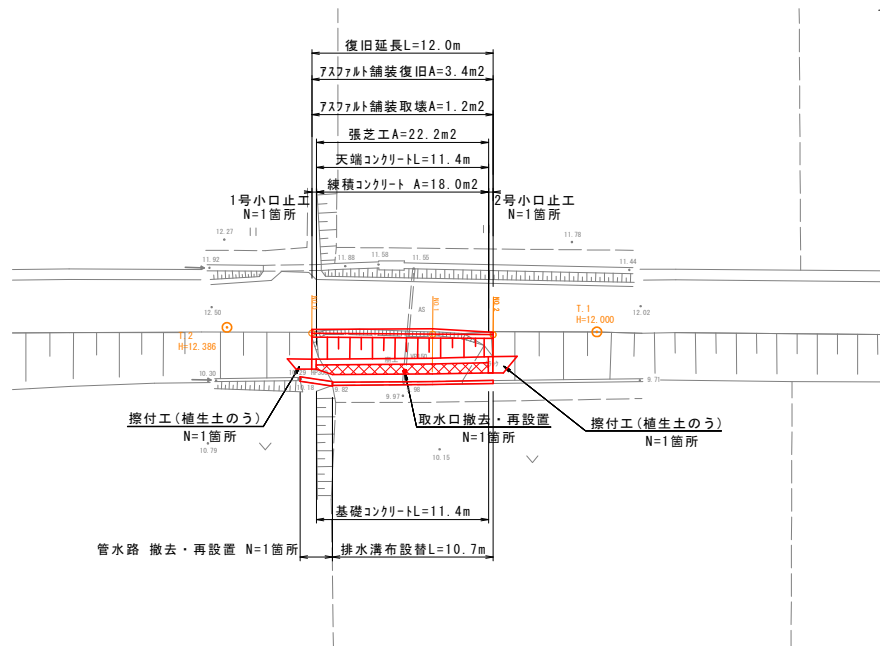 復旧延長L=12.0m
アスファルト舗装復旧A=3.4m2
アスファルト舗装取壊A=1.2m2
張芝工A=22.2m2
天端コンクリートL=11.4m
練積コンクリート A=18.0m2
1号小口止工
N=1箇所
2号小口止工
N=1箇所
12.27
11.78
11.92
11.88
11.58
11.55
11.44
12.50
NO.1
NO.2
AS
T.1
H=12.000
12.02
T.2
H=12.386
10.30
9.71
10.18
9.82
9.97
擦付工(植生土のう)
N=1箇所
取水口撤去・再設置
N=1箇所
擦付工(植生土のう)
N=1箇所
10.79
10.15
基礎コンクリートL=11.4m
管水路 撤去・再設置 N=1箇所
排水溝布設替L=10.7m